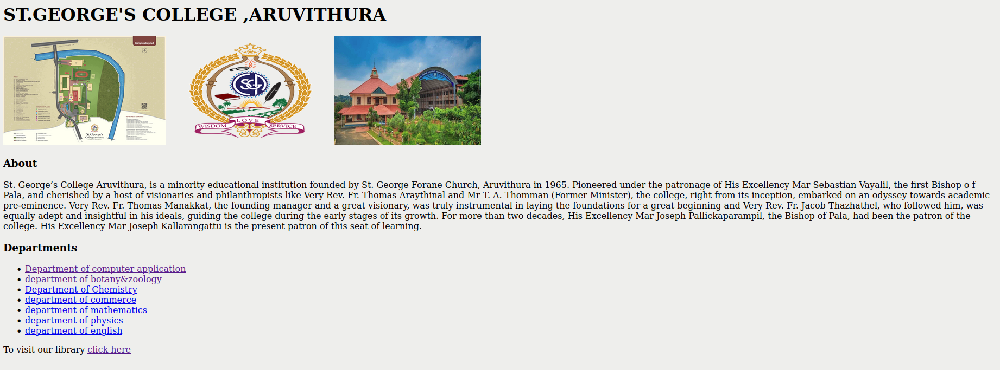 ST.GEORGE'S COLLEGE ,ARUVITHURA
Campus Layout
St.George's
College Aruvithura
LOVE
WISDOM
SERVICE
About
St. George’s College Aruvithura, is a minority educational institution founded by St. George Forane Church, Aruvithura in 1965. Pioneered under the patronage of His Excellency Mar Sebastian Vayalil, the first Bishop o f
Pala, and cherished by a host of visionaries and philanthropists like Very Rev. Fr. Thomas Araythinal and Mr T. A. Thomman (Former Minister), the college, right from its inception, embarked on an odyssey towards academic
pre-eminence. Very Rev. Fr. Thomas Manakkat, the founding manager and a great visionary, was truly instrumental in laying the foundations for a great beginning and Very Rev. Fr. Jacob Thazhathel, who followed him, was
equally adept and insightful in his ideals, guiding the college during the early stages of its growth. For more than two decades, His Excellency Mar Joseph Pallickaparampil, the Bishop of Pala, had been the patron of the
college. His Excellency Mar Joseph Kallarangattu is the present patron of this seat of learning.
Departments
• Department of computer application
• department of botany&zoology
• Department of Chemistry
• department of commerce
• department of mathematics
• department of physics
• department of english
To visit our library click here